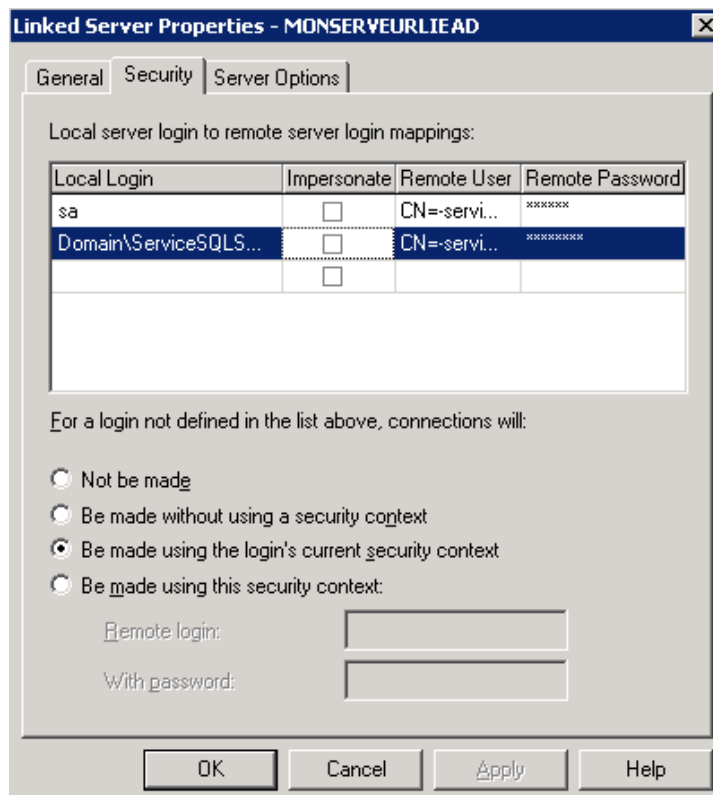 Linked Server Properties - MONSERVEURLIEAD
General Security Server Options
Local server login to remote server login mappings:
Local Login Impersonate Remote User Remote Password
sa CN=-servi... ******
Domain\ServiceSQLS... CN=-servi... ********
For a login not defined in the list above, connections will:
Not be made
Be made without using a security context
Be made using the login's current security context
Be made using this security context:
Remote login:
With password:
OK Cancel Apply Help